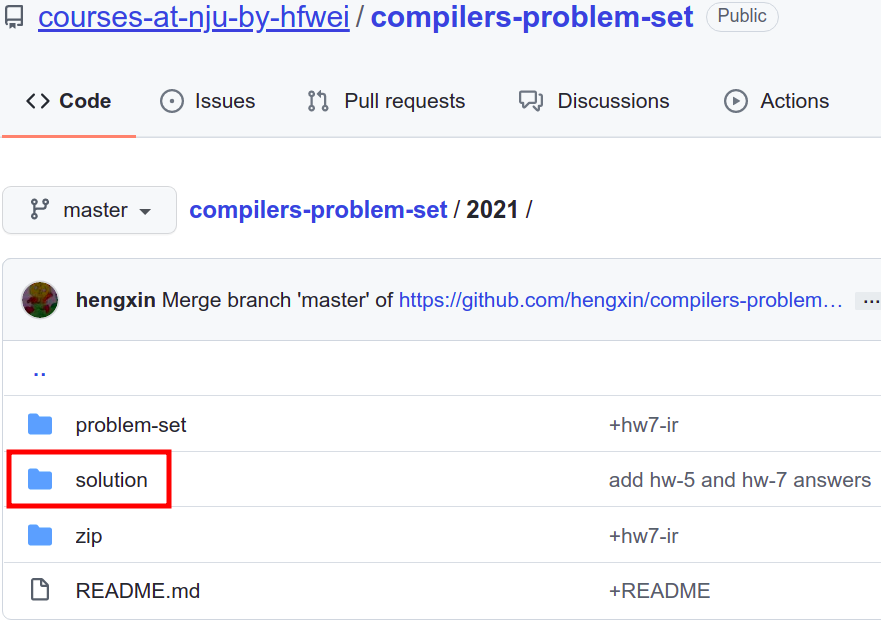 courses-at-nju-by-hfwei / compilers-problem-set Public
Code Issues Pull requests Discussions Actions
master compilers-problem-set / 2021 /
hengxin Merge branch 'master' of https://github.com/hengxin/compilers-problem… ...
..
problem-set +hw7-ir
solution add hw-5 and hw-7 answers
zip +hw7-ir
README.md +README